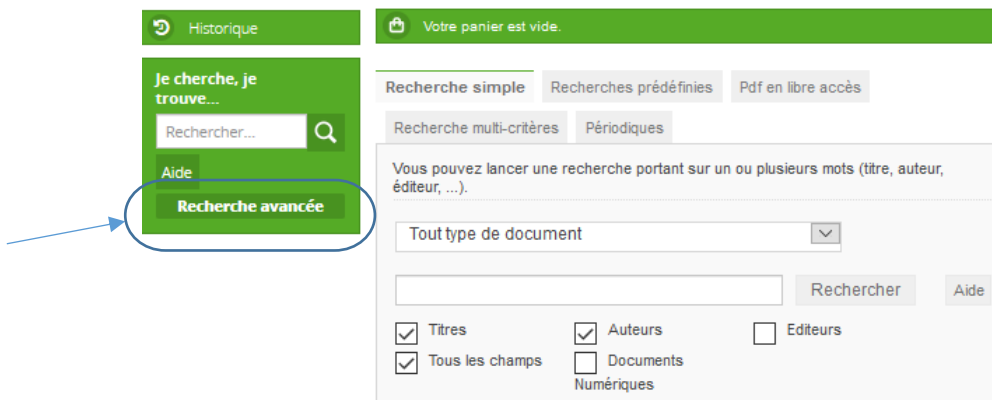 Historique
Votre panier est vide.
Je cherche, je
trouve...
Rechercher...
Aide
Recherche avancée
Recherche simple
Recherches prédéfinies
Pdf en libre accès
Recherche multi-critères
Périodiques
Vous pouvez lancer une recherche portant sur un ou plusieurs mots (titre, auteur,
éditeur, ...).
Tout type de document
Rechercher
Aide
Titres
Auteurs
Editeurs
Tous les champs
Documents
Numériques